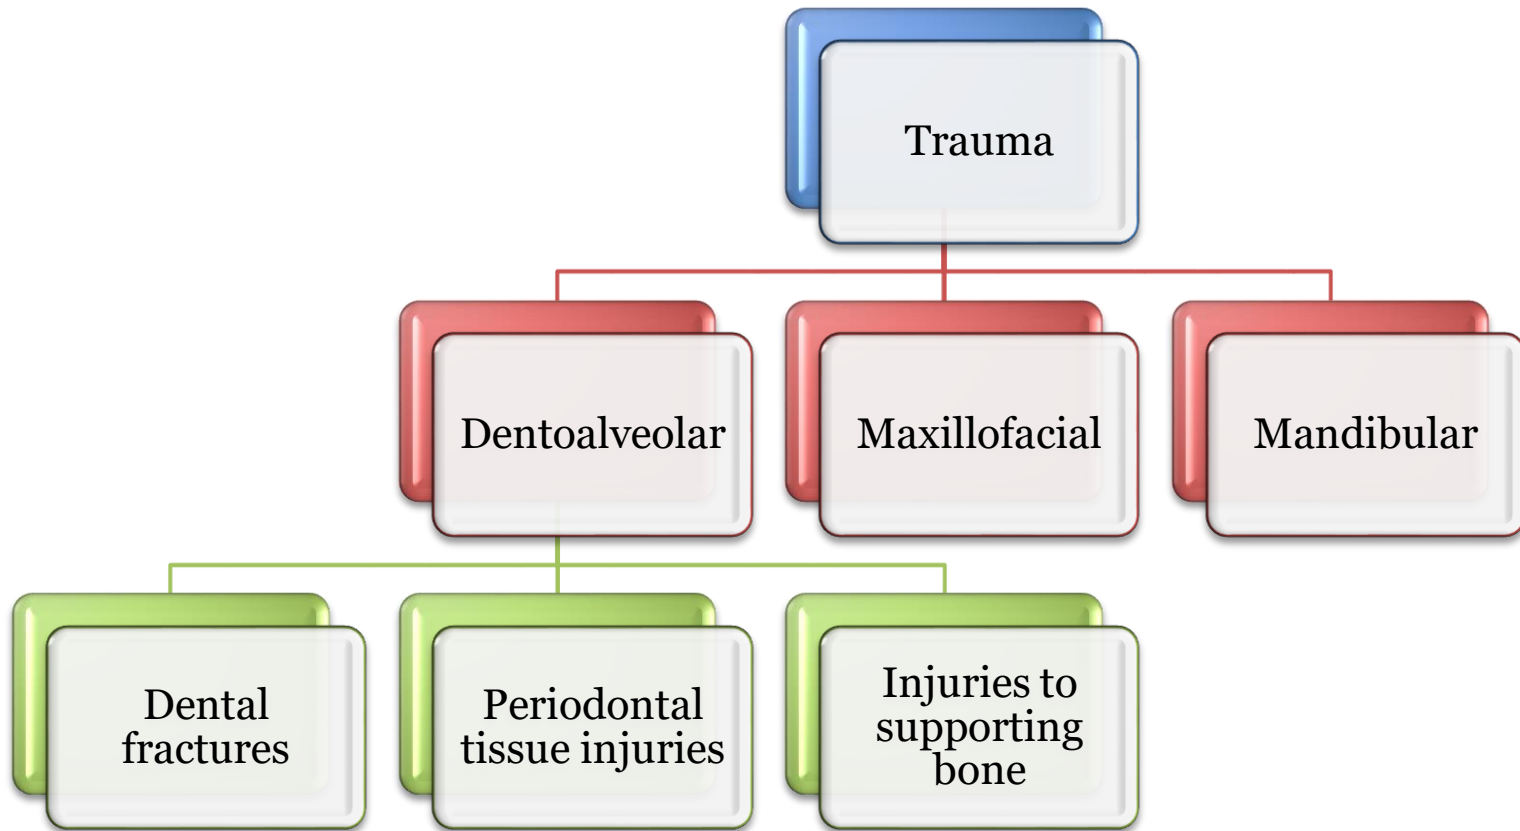 Trauma
Dentoalveolar
Maxillofacial
Mandibular
Dental
fractures
Periodontal
tissue injuries
Injuries to
supporting
bone